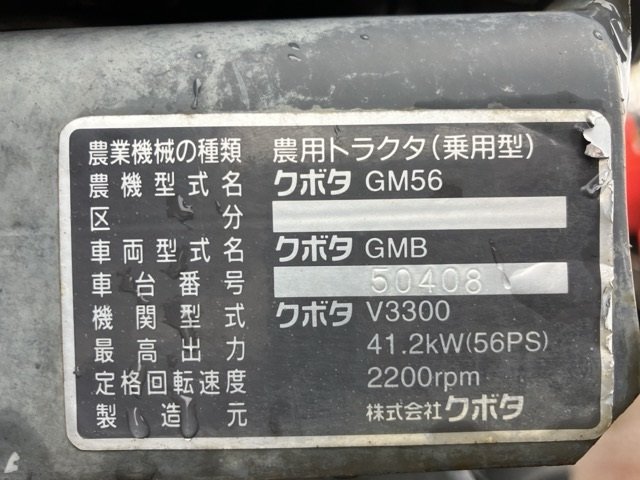 農業機械の種類 農用トラクタ(乗用型)
農機型式名 クボタ GM56
区分
車両型式名 クボタ GMB
車台番号 50408
機関型式 クボタ V3300
最高出力 41.2kW(56PS)
定格回転速度 2200rpm
製造元 株式会社クボタ